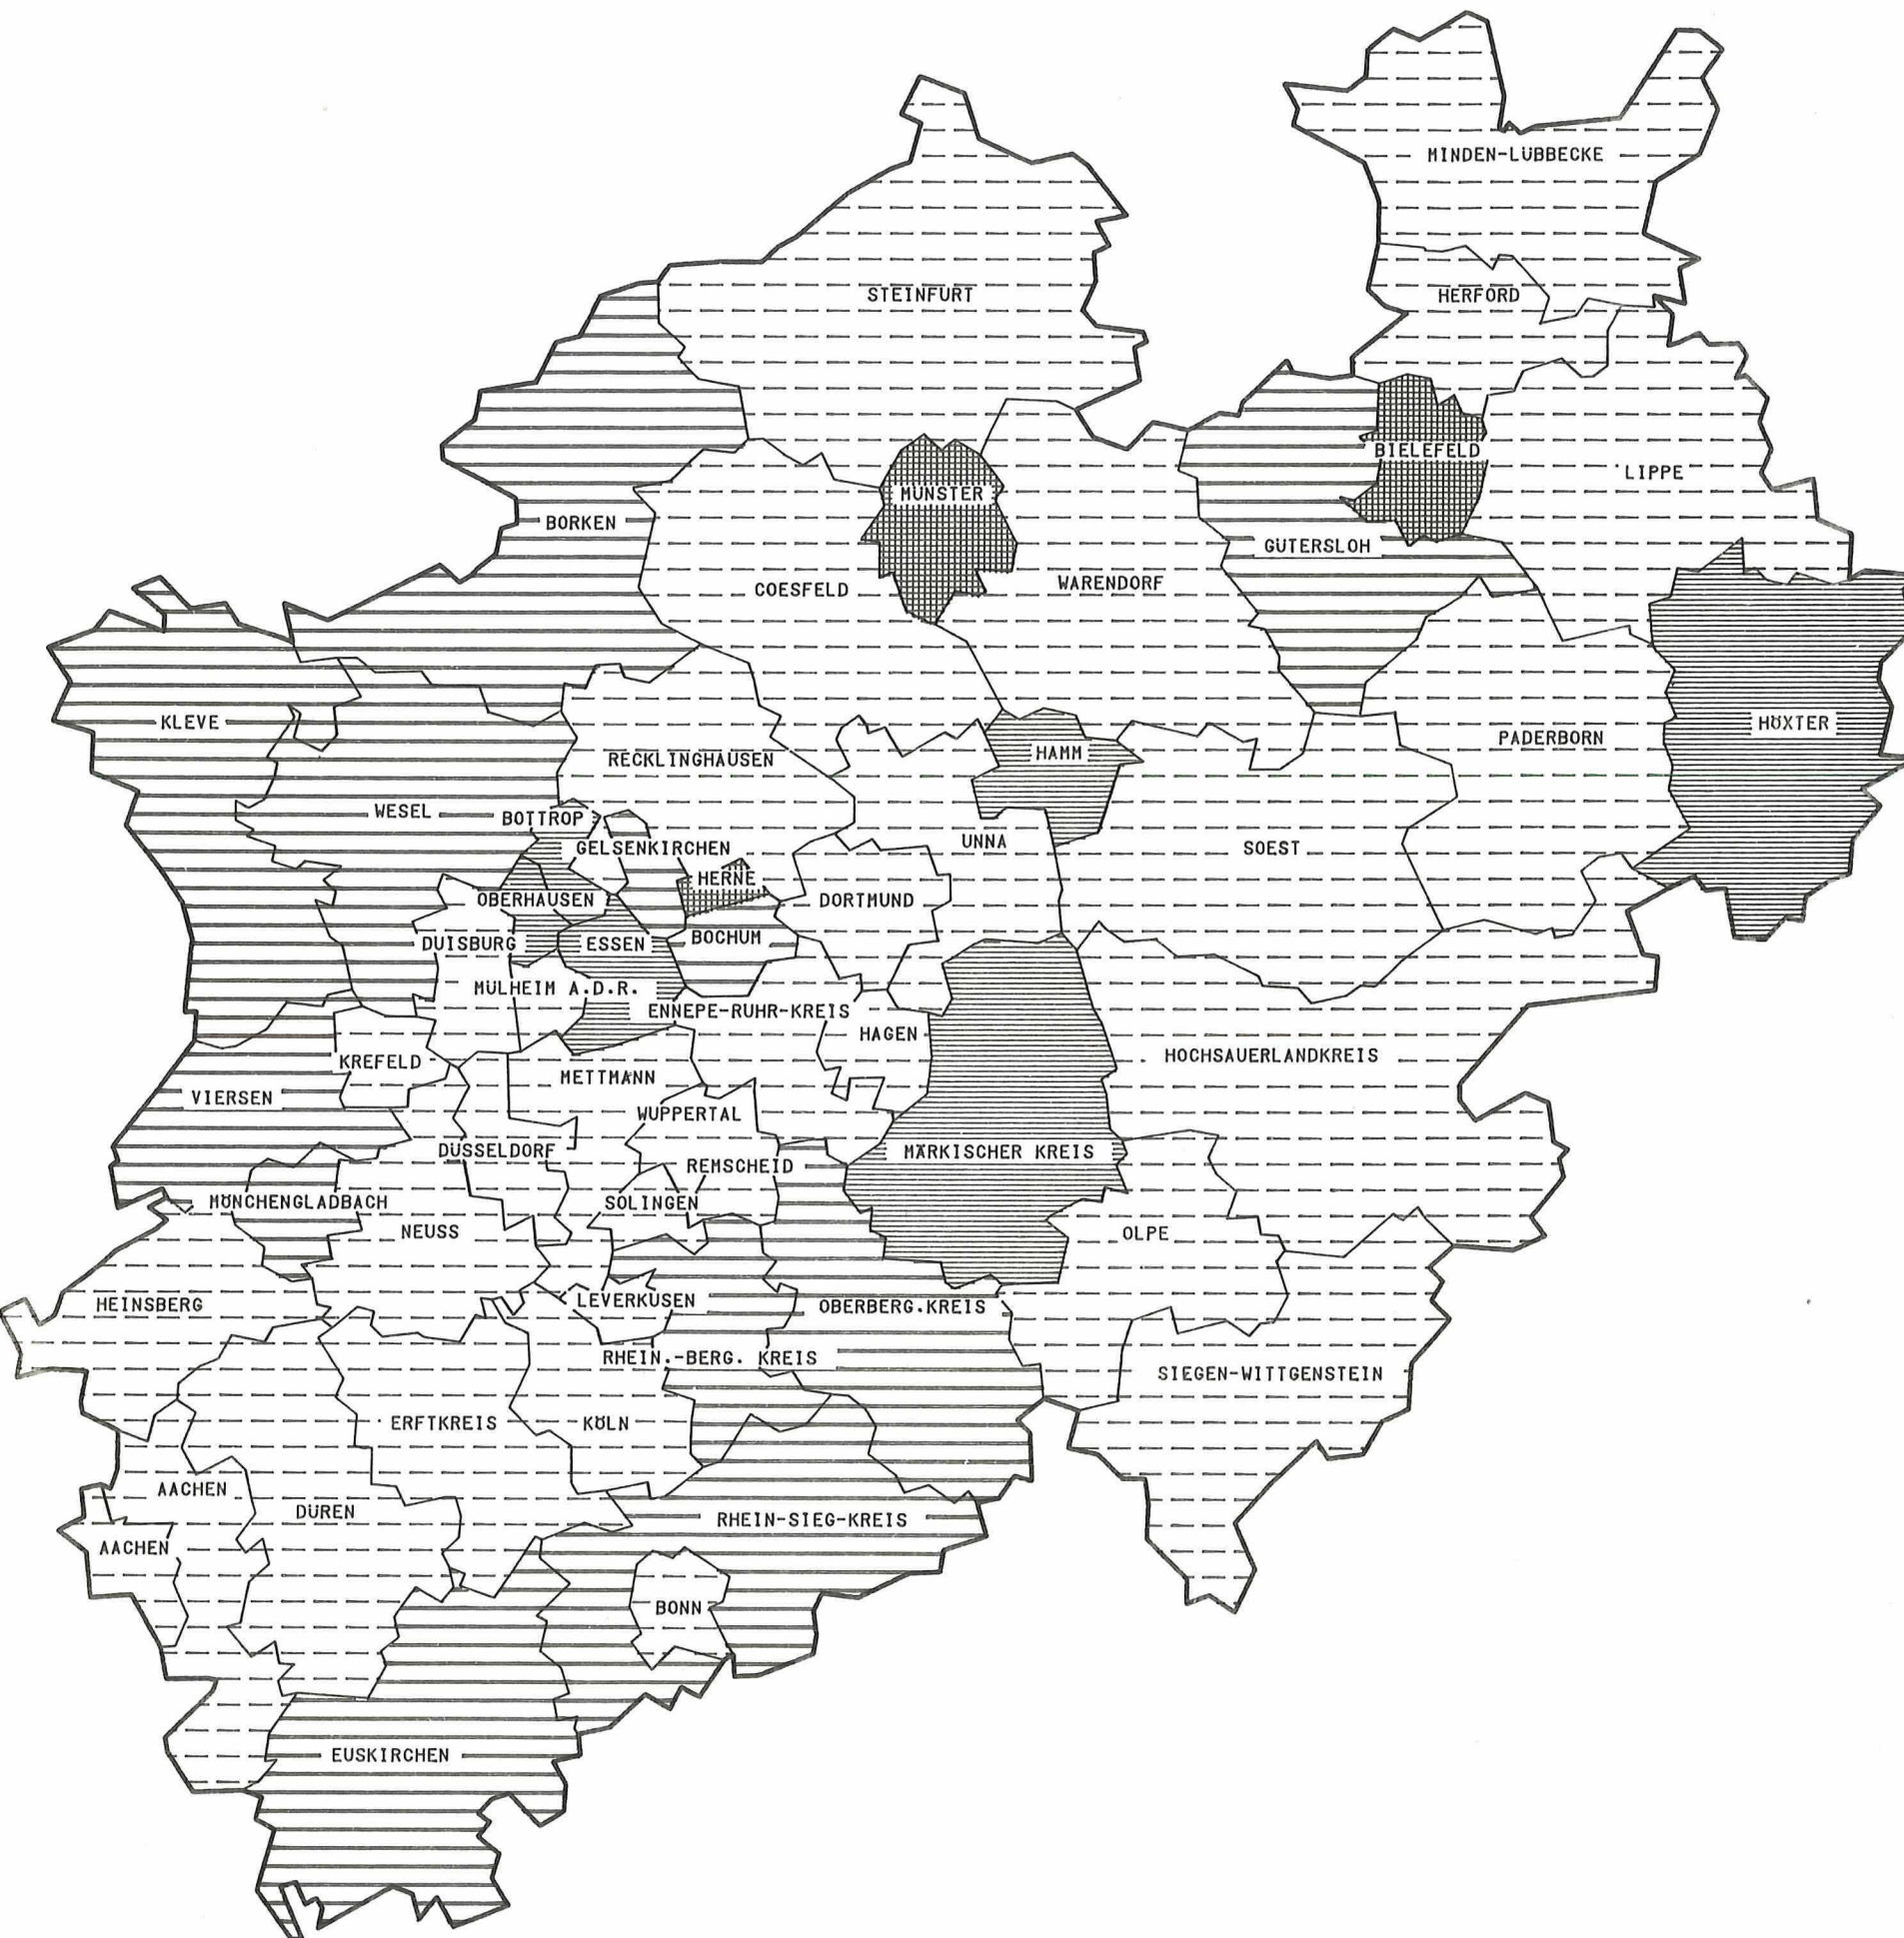 MINDEN-LÜBBECKE
STEINFURT
HERFORD
BIELEFELD
LIPPE
MÜNSTER
BORKEN
GÜTERSLOH
COESFELD
WARENDORF
KLEVE
HÖXTER
PADERBORN
HAMM
RECKLINGHAUSEN
WESEL
BOTTROP
UNNA
GELSENKIRCHEN
SOEST
HERNE
OBERHAUSEN
DORTMUND
DUISBURG
ESSEN
BOCHUM
MÜLHEIM A.D.R.
ENNEPE-RUHR-KREIS
HAGEN
HOCHSAUERLANDKREIS
KREFELD
METTMANN
VIERSEN
WUPPERTAL
DÜSSELDORF
MÄRKISCHER KREIS
REMSCHEID
MÖNCHENGLADBACH
SOLINGEN
NEUSS
OLPE
HEINSBERG
LEVERKUSEN
OBERBERG.KREIS
RHEIN.-BERG. KREIS
SIEGEN-WITTGENSTEIN
ERFTKREIS
KÖLN
AACHEN
DÜREN
RHEIN-SIEG-KREIS
AACHEN
BONN
EUSKIRCHEN